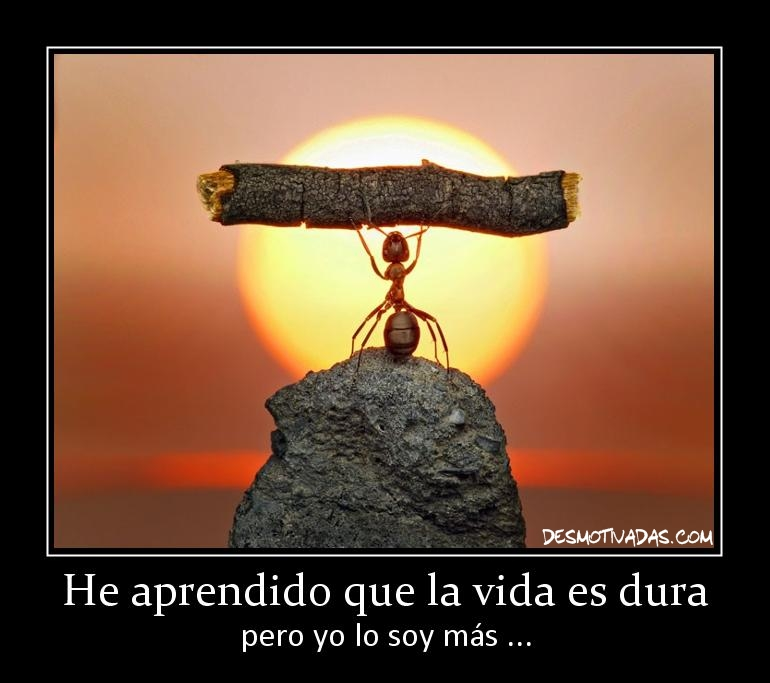 DESMOTIVADAS.COM
He aprendido que la vida es dura
pero yo lo soy más ...